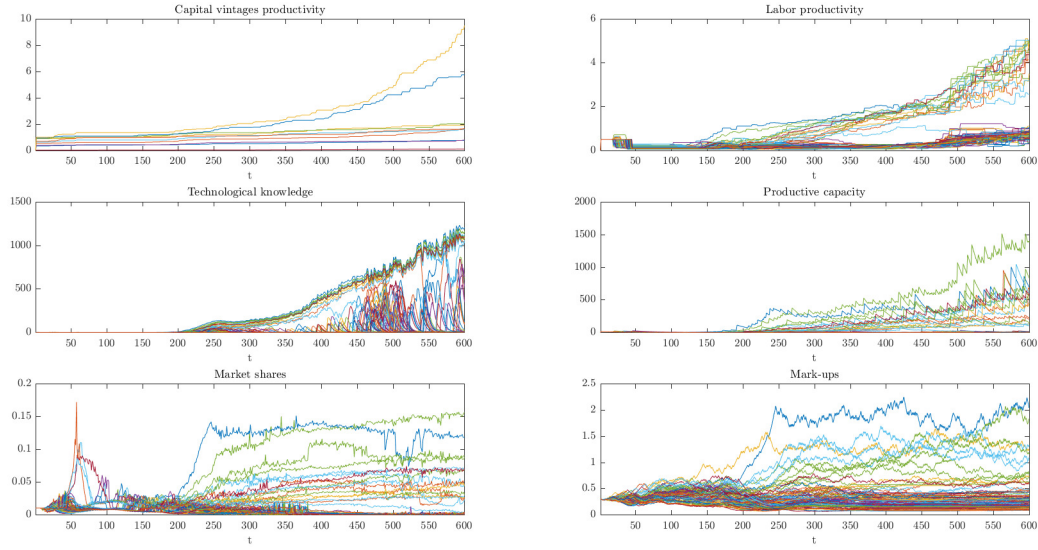 Capital vintages productivity
10
8
6
4
2
0
50 100 150 200 250 300 350 400 450 500 550 600
t
Labor productivity
6
4
2
0
50 100 150 200 250 300 350 400 450 500 550 600
t
Technological knowledge
1500
1000
500
0
50 100 150 200 250 300 350 400 450 500 550 600
t
Productive capacity
2000
1500
1000
500
0
50 100 150 200 250 300 350 400 450 500 550 600
t
Market shares
0.2
0.15
0.1
0.05
0
50 100 150 200 250 300 350 400 450 500 550 600
t
Mark-ups
2.5
2
1.5
1
0.5
0
50 100 150 200 250 300 350 400 450 500 550 600
t